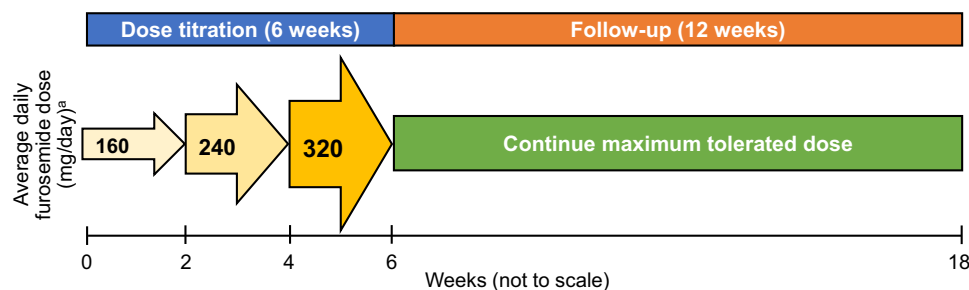 Dose titration (6 weeks)
Follow-up (12 weeks)
Average daily
furosemide dose
(mg/day)ᵃ
160
240
320
Continue maximum tolerated dose
0
2
4
6
18
Weeks (not to scale)